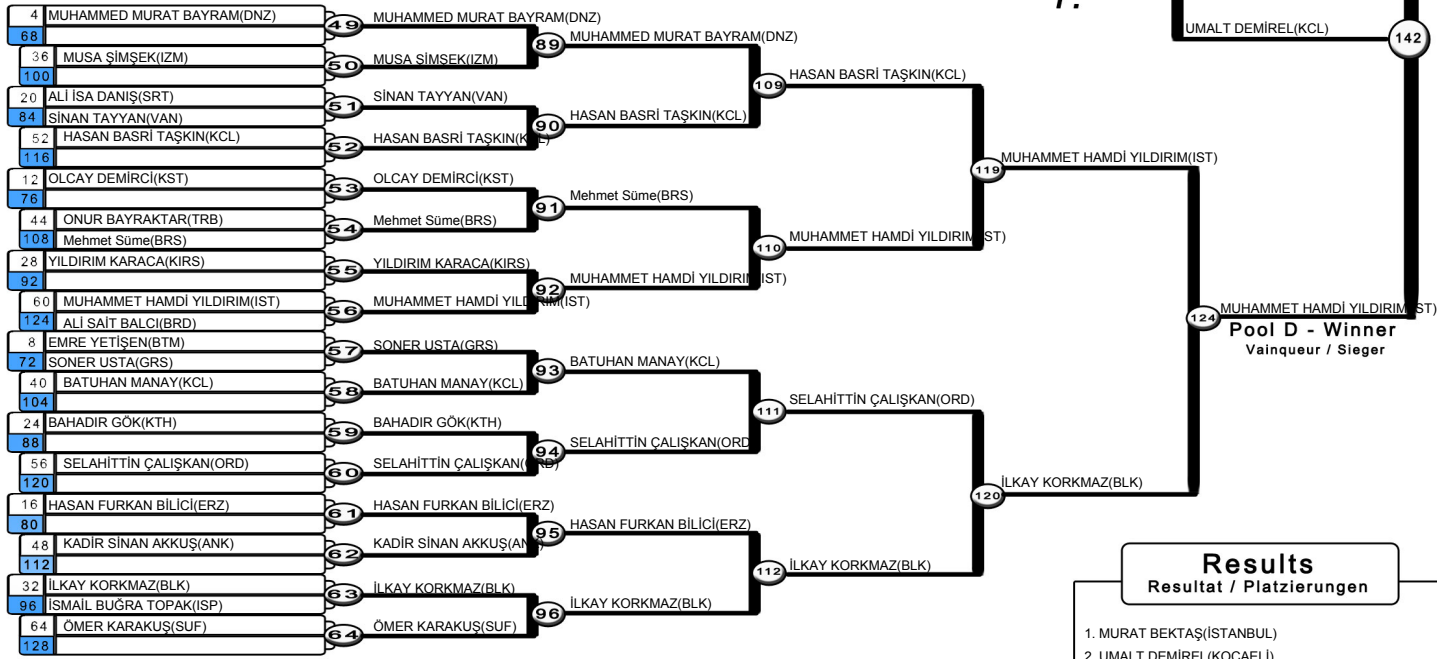 4 MUHAMMED MURAT BAYRAM(DNZ)
68
36 MUSA ŞİMŞEK(IZM)
100
20 ALİ İSA DANIŞ(SRT)
84 SİNAN TAYYAN(VAN)
52 HASAN BASRİ TAŞKIN(KCL)
116
12 OLCAY DEMİRCİ(KST)
76
44 ONUR BAYRAKTAR(TRB)
108 Mehmet Süme(BRS)
28 YILDIRIM KARACA(KIRS)
92
60 MUHAMMET HAMDİ YILDIRIM(IST)
124 ALİ SAİT BALCI(BRD)
8 EMRE YETİŞEN(BTM)
72 SONER USTA(GRS)
40 BATUHAN MANAY(KCL)
104
24 BAHADIR GÖK(KTH)
88
56 SELAHİTTİN ÇALIŞKAN(ORD)
120
16 HASAN FURKAN BİLİCİ(ERZ)
80
48 KADİR SİNAN AKKUŞ(ANK)
112
32 İLKAY KORKMAZ(BLK)
96 İSMAİL BUĞRA TOPAK(ISP)
64 ÖMER KARAKUŞ(SUF)
128
49 MUHAMMED MURAT BAYRAM(DNZ)
50 MUSA ŞİMŞEK(IZM)
51 SİNAN TAYYAN(VAN)
52 HASAN BASRİ TAŞKIN(KCL)
53 OLCAY DEMİRCİ(KST)
54 Mehmet Süme(BRS)
55 YILDIRIM KARACA(KIRS)
56 MUHAMMET HAMDİ YILDIRIM(IST)
57 SONER USTA(GRS)
58 BATUHAN MANAY(KCL)
59 BAHADIR GÖK(KTH)
60 SELAHİTTİN ÇALIŞKAN(ORD)
61 HASAN FURKAN BİLİCİ(ERZ)
62 KADİR SİNAN AKKUŞ(ANK)
63 İLKAY KORKMAZ(BLK)
64 ÖMER KARAKUŞ(SUF)
89 MUHAMMED MURAT BAYRAM(DNZ)
90 HASAN BASRİ TAŞKIN(KCL)
91 Mehmet Süme(BRS)
92 MUHAMMET HAMDİ YILDIRIM(IST)
93 BATUHAN MANAY(KCL)
94 SELAHİTTİN ÇALIŞKAN(ORD)
95 HASAN FURKAN BİLİCİ(ERZ)
96 İLKAY KORKMAZ(BLK)
109 HASAN BASRİ TAŞKIN(KCL)
110 MUHAMMET HAMDİ YILDIRIM(IST)
111 SELAHİTTİN ÇALIŞKAN(ORD)
112 İLKAY KORKMAZ(BLK)
119 MUHAMMET HAMDİ YILDIRIM(IST)
120 İLKAY KORKMAZ(BLK)
UMALT DEMİREL(KCL) 142
124 MUHAMMET HAMDİ YILDIRIM(IST)
Pool D - Winner
Vainqueur / Sieger
Results
Resultat / Platzierungen
1. MURAT BEKTAŞ(İSTANBUL)
2. UMALT DEMİREL(KOCAELİ)